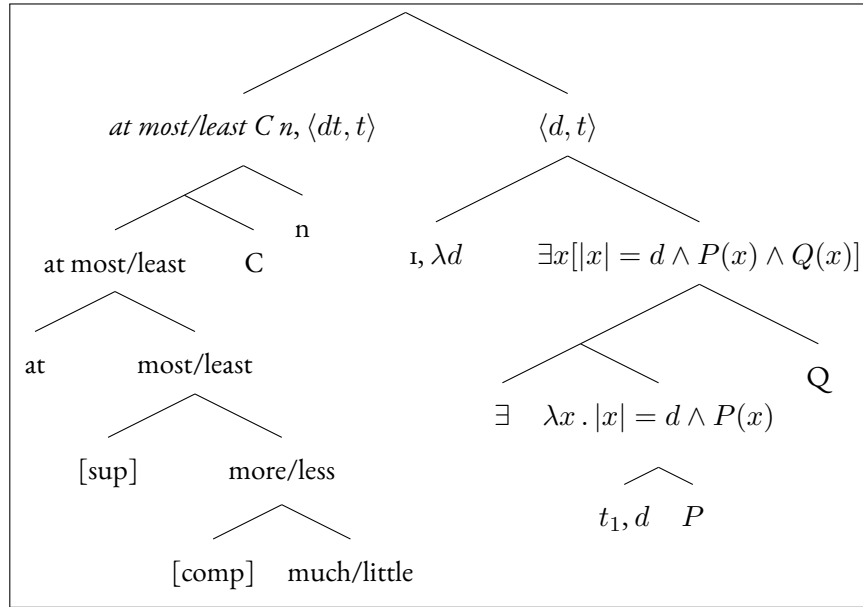 at most/least C n, ⟨dt, t⟩ ⟨d, t⟩
n
at most/least C ı, λd ∃x[|x| = d ∧ P(x) ∧ Q(x)]
at most/least Q
∃ λx . |x| = d ∧ P(x)
[sup] more/less
t₁, d P
[comp] much/little